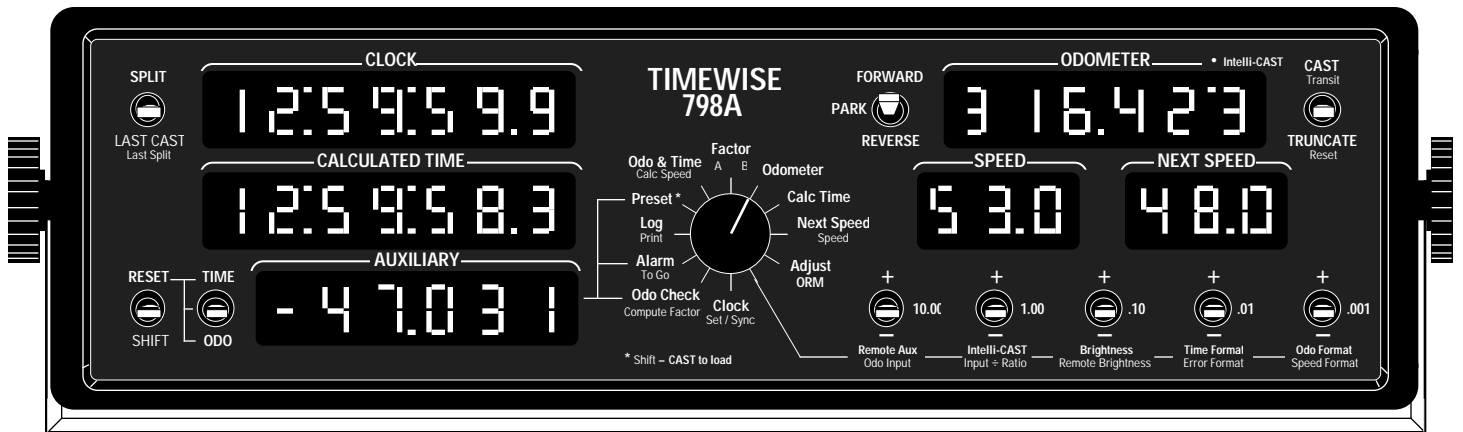 CLOCK
ODOMETER • Intelli-CAST
SPLIT
LAST CAST
Last Split
12:59:59.9
TIMEWISE
798A
FORWARD
PARK
REVERSE
316.423
CAST
Transit
TRUNCATE
Reset
CALCULATED TIME
12:59:58.3
SPEED
53.0
NEXT SPEED
48.0
AUXILIARY
-47.031
RESET
SHIFT
TIME
ODO
Factor
A B
Odo & Time
Calc Speed
Odometer
Preset *
Calc Time
Log
Print
Next Speed
Speed
Alarm
To Go
Adjust
ORM
Odo Check
Compute Factor
Clock
Set / Sync
* Shift – CAST to load
+ + + + +
10.00 1.00 .10 .01 .001
– – – – –
Remote Aux Intelli-CAST Brightness Time Format Odo Format
Odo Input Input ÷ Ratio Remote Brightness Error Format Speed Format